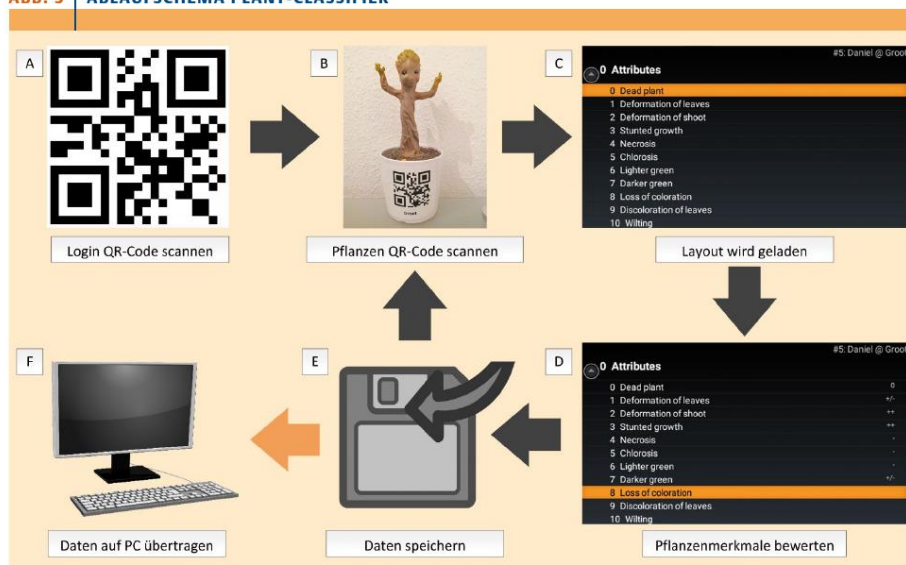 ABB. 5 ABLAUFSCHEMA PLANT-CLASSIFIER
A
B
C
#5: Daniel @ Groot
0 Attributes
0 Dead plant
1 Deformation of leaves
2 Deformation of shoot
3 Stunted growth
4 Necrosis
5 Chlorosis
6 Lighter green
7 Darker green
8 Loss of coloration
9 Discoloration of leaves
10 Wilting
Groot
Login QR-Code scannen
Pflanzen QR-Code scannen
Layout wird geladen
F
E
D
#5: Daniel @ Groot
0 Attributes
0 Dead plant 0
1 Deformation of leaves +/-
2 Deformation of shoot ++
3 Stunted growth ++
4 Necrosis -
5 Chlorosis -
6 Lighter green -
7 Darker green +/-
8 Loss of coloration
9 Discoloration of leaves
10 Wilting
Daten auf PC übertragen
Daten speichern
Pflanzenmerkmale bewerten